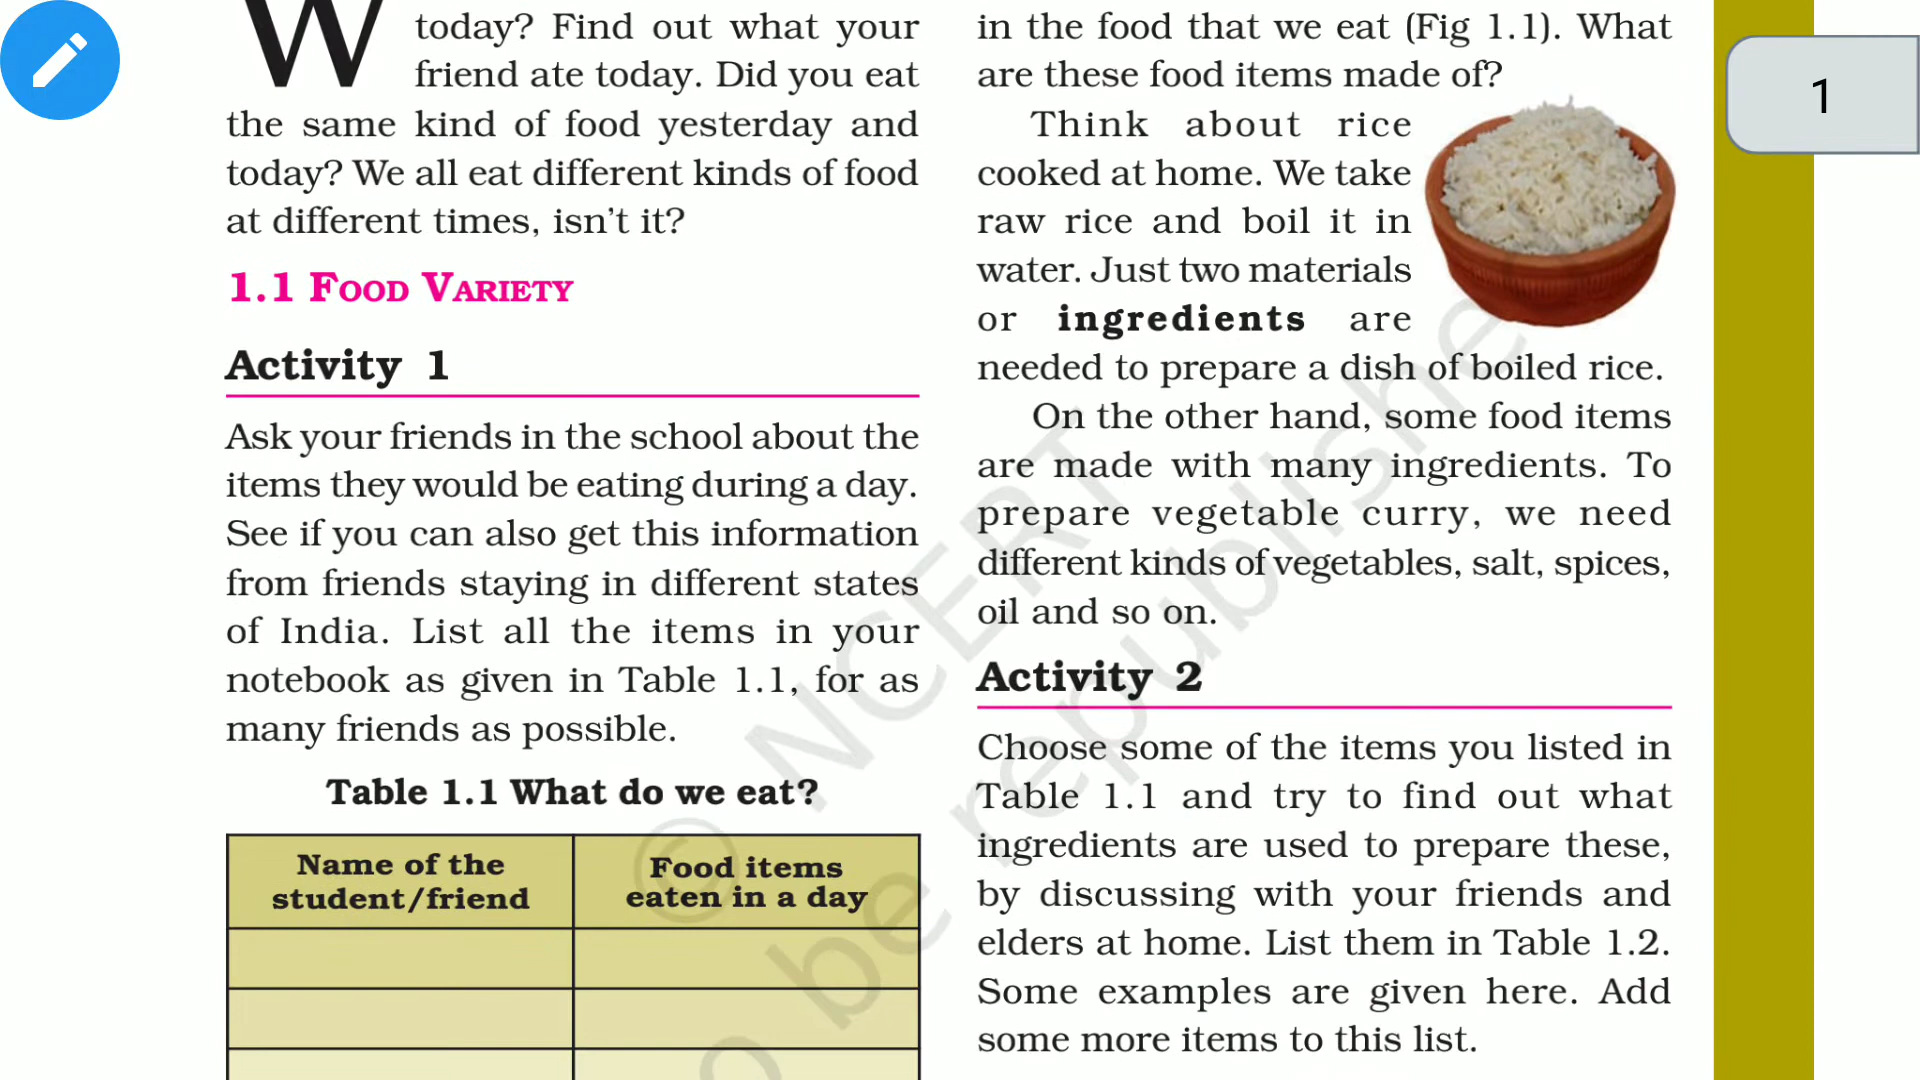 W
today? Find out what your
friend ate today. Did you eat
the same kind of food yesterday and
today? We all eat different kinds of food
at different times, isn't it?
1.1 FOOD VARIETY
Activity 1
Ask your friends in the school about the
items they would be eating during a day.
See if you can also get this information
from friends staying in different states
of India. List all the items in your
notebook as given in Table 1.1, for as
many friends as possible.
Table 1.1 What do we eat?
Name of the
student/friend
Food items
eaten in a day
in the food that we eat (Fig 1.1). What
are these food items made of?
Think about rice
cooked at home. We take
raw rice and boil it in
water. Just two materials
or ingredients are
needed to prepare a dish of boiled rice.
On the other hand, some food items
are made with many ingredients. To
prepare vegetable curry, we need
different kinds of vegetables, salt, spices,
oil and so on.
Activity 2
Choose some of the items you listed in
Table 1.1 and try to find out what
ingredients are used to prepare these,
by discussing with your friends and
elders at home. List them in Table 1.2.
Some examples are given here. Add
some more items to this list.
1
© NCERT
be republishe